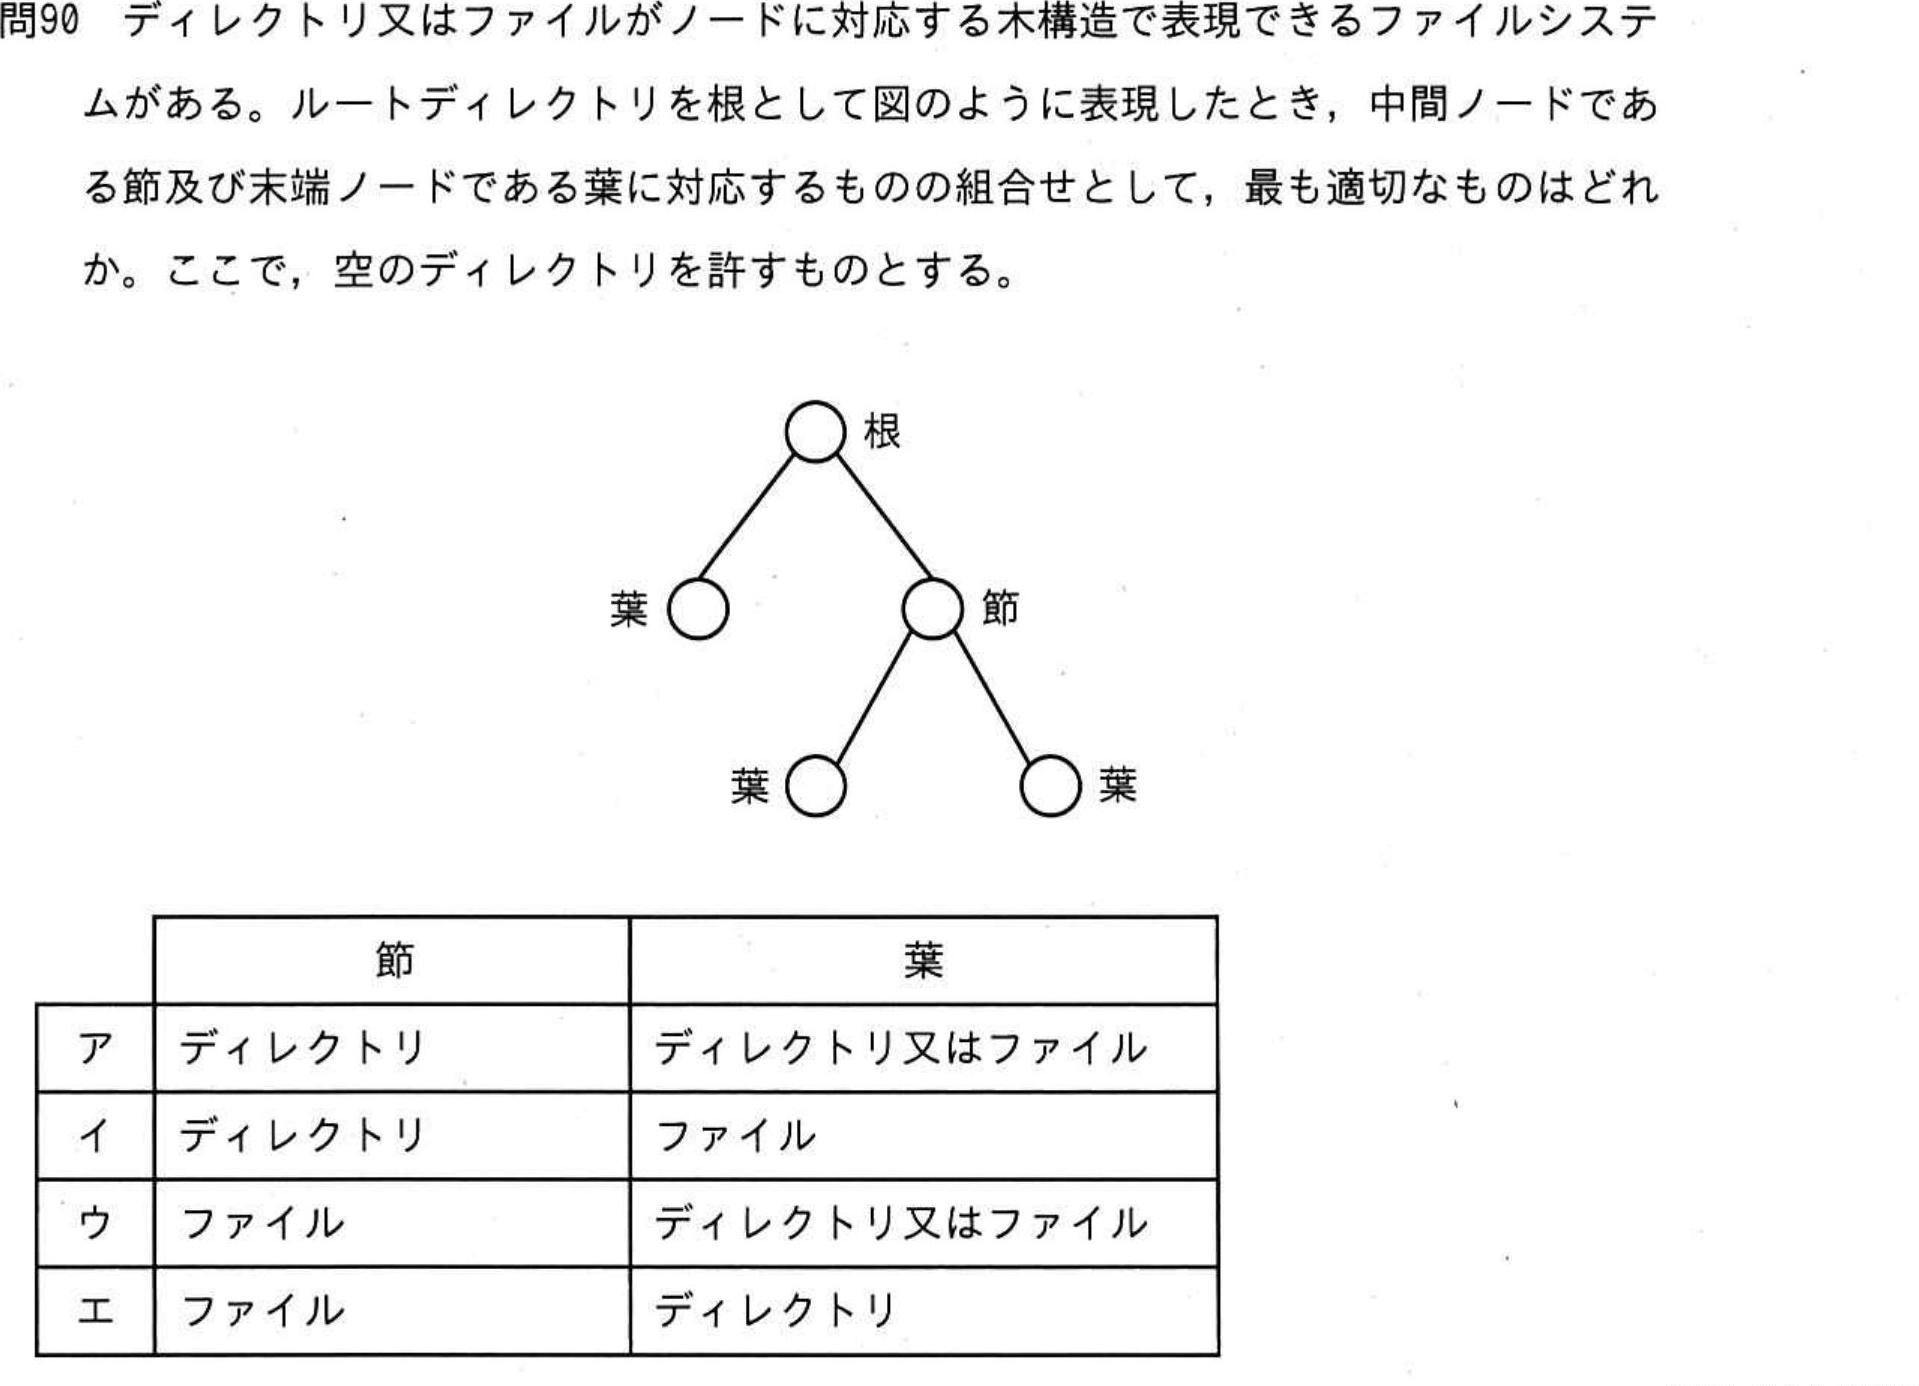 問90 ディレクトリ又はファイルがノードに対応する木構造で表現できるファイルシステ
ムがある。ルートディレクトリを根として図のように表現したとき，中間ノードであ
る節及び末端ノードである葉に対応するものの組合せとして，最も適切なものはどれ
か。ここで，空のディレクトリを許すものとする。
根
葉 節
葉 葉
節 葉
ア ディレクトリ ディレクトリ又はファイル
イ ディレクトリ ファイル
ウ ファイル ディレクトリ又はファイル
エ ファイル ディレクトリ